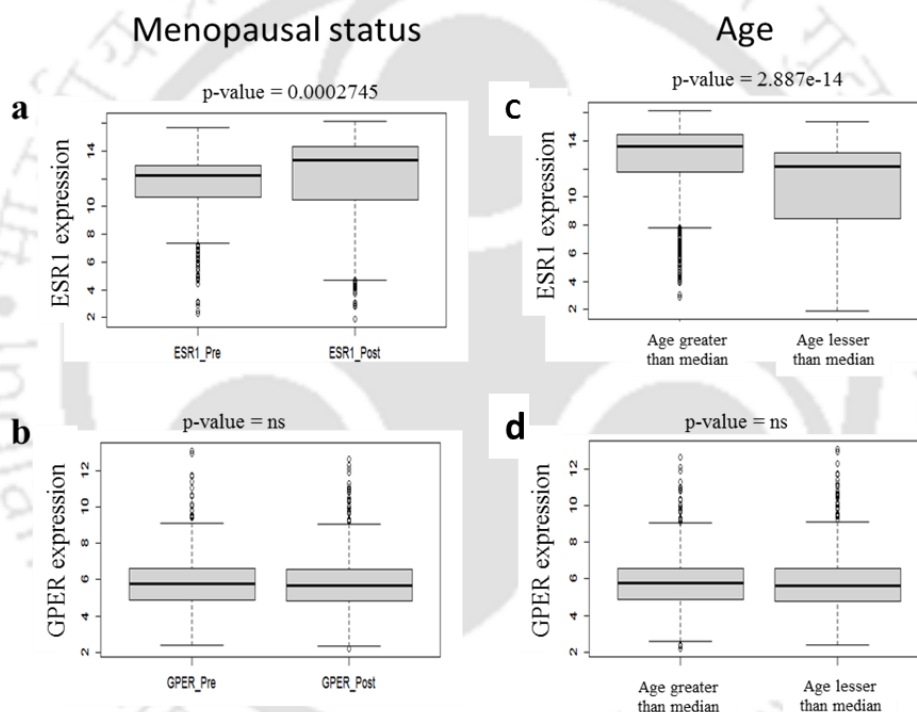 Menopausal status
Age
a
p-value = 0.0002745
ESR1 expression
14
10
8
6
4
2
ESR1_Pre
ESR1_Post
c
p-value = 2.887e-14
ESR1 expression
14
10
8
6
4
2
Age greater
than median
Age lesser
than median
b
p-value = ns
GPER expression
12
10
8
6
4
2
GPER_Pre
GPER_Post
d
p-value = ns
GPER expression
12
10
8
6
4
2
Age greater
than median
Age lesser
than median